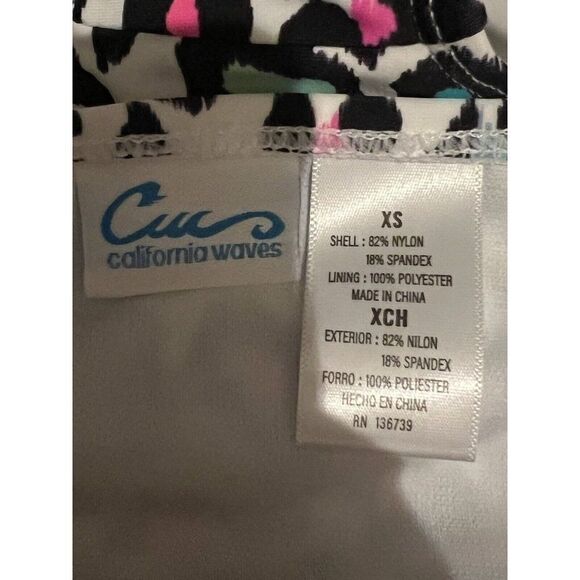 california waves
XS
SHELL : 82% NYLON
18% SPANDEX
LINING : 100% POLYESTER
MADE IN CHINA
XCH
EXTERIOR : 82% NILON
18% SPANDEX
FORRO : 100% POLIESTER
HECHO EN CHINA
RN 136739